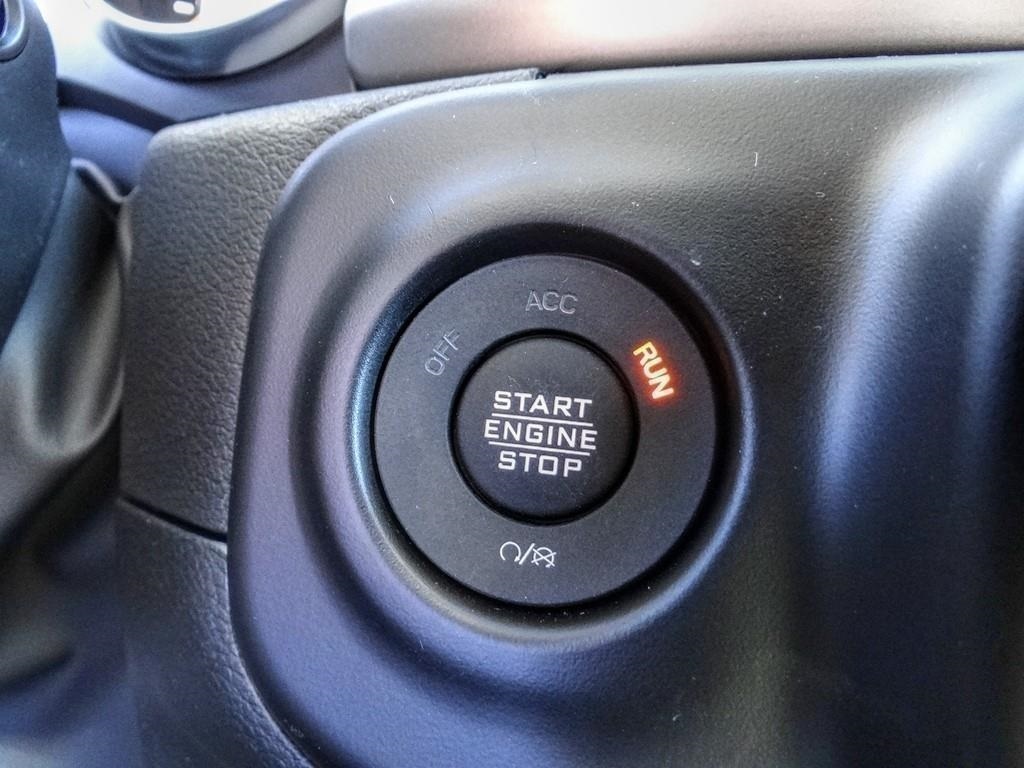 ACC
OFF
RUN
START
ENGINE
STOP